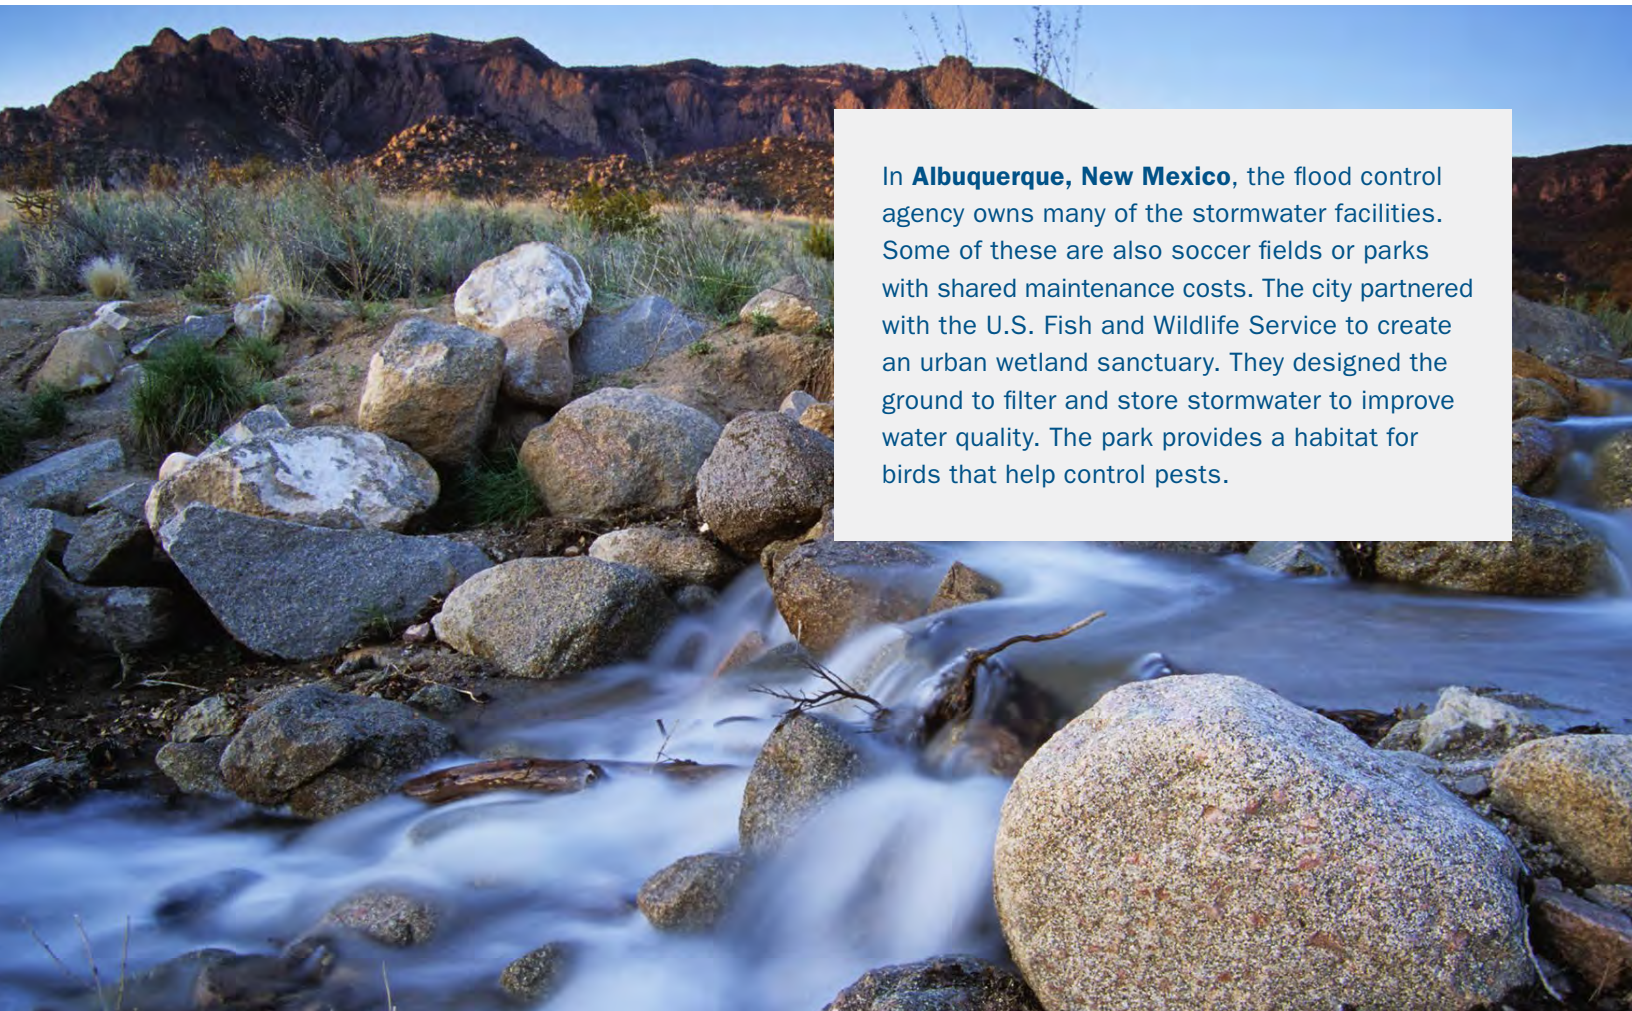 In Albuquerque, New Mexico, the flood control
agency owns many of the stormwater facilities.
Some of these are also soccer fields or parks
with shared maintenance costs. The city partnered
with the U.S. Fish and Wildlife Service to create
an urban wetland sanctuary. They designed the
ground to filter and store stormwater to improve
water quality. The park provides a habitat for
birds that help control pests.